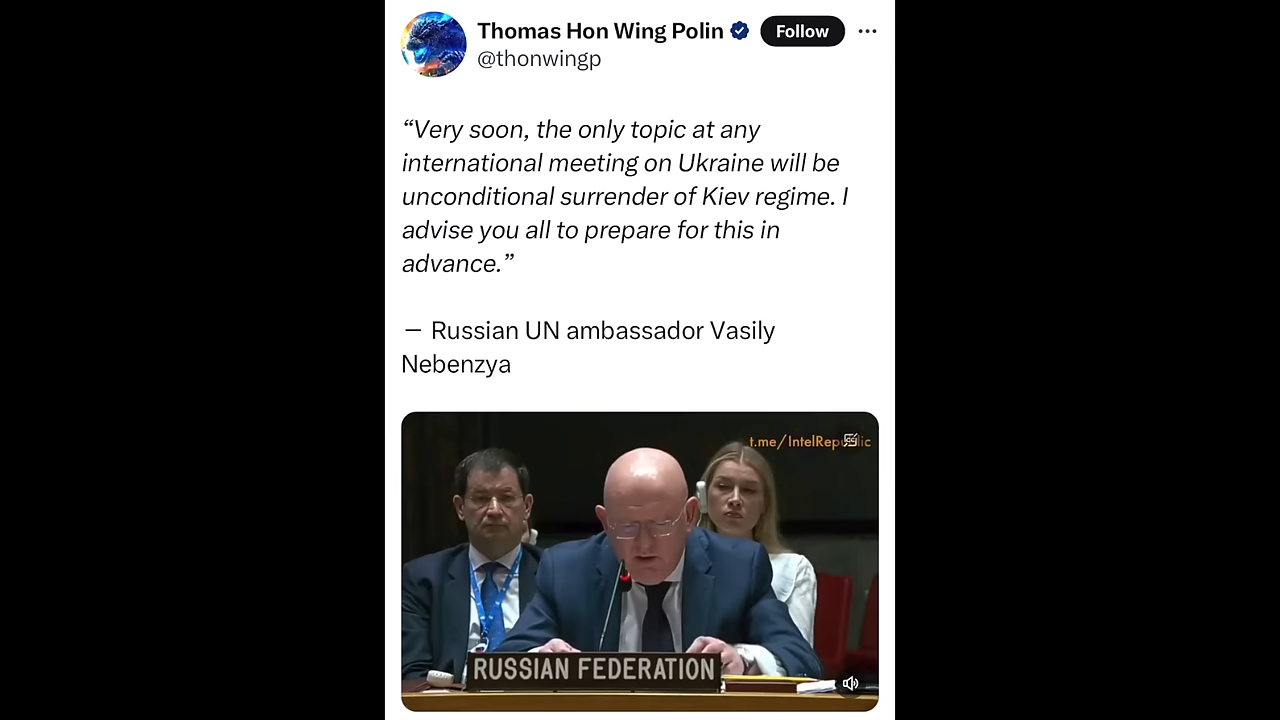 Thomas Hon Wing Polin
Follow
@thonwingp
“Very soon, the only topic at any
international meeting on Ukraine will be
unconditional surrender of Kiev regime. I
advise you all to prepare for this in
advance.”
— Russian UN ambassador Vasily
Nebenzya
t.me/IntelRepublic
RUSSIAN FEDERATION